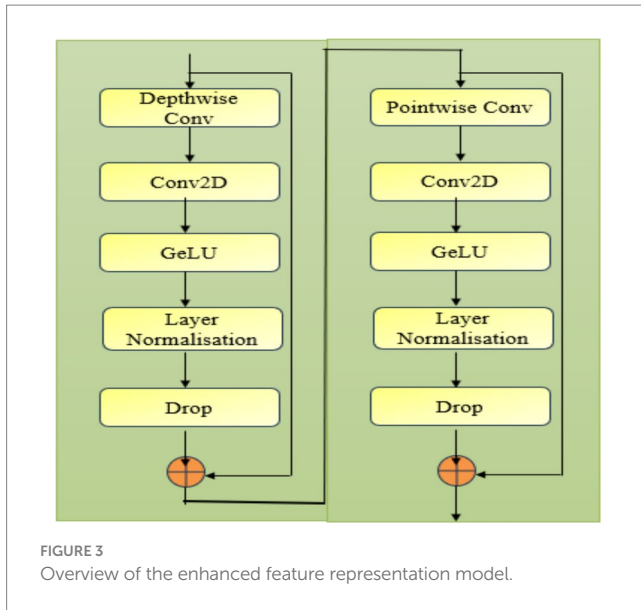 Depthwise
Conv
Conv2D
GeLU
Layer
Normalisation
Drop
Pointwise Conv
Conv2D
GeLU
Layer
Normalisation
Drop
FIGURE 3
Overview of the enhanced feature representation model.